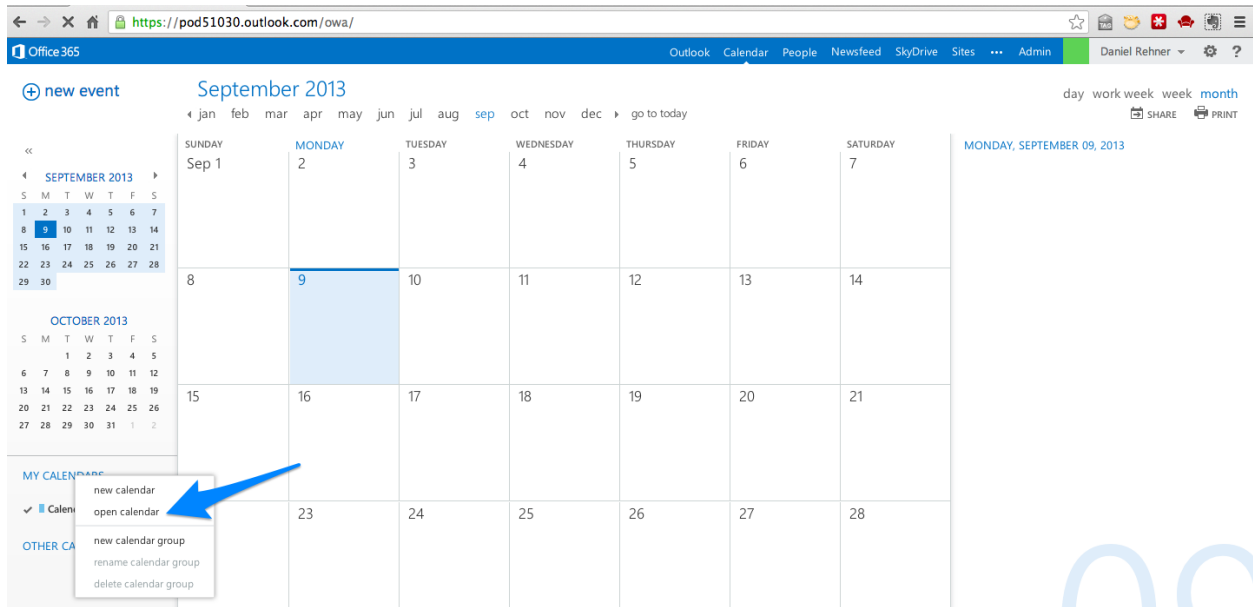 https://pod51030.outlook.com/owa/
Office 365
Outlook Calendar People Newsfeed SkyDrive Sites ••• Admin Daniel Rehner ?
new event
September 2013
day work week week month
jan feb mar apr may jun jul aug sep oct nov dec go to today
SHARE PRINT
«
SUNDAY MONDAY TUESDAY WEDNESDAY THURSDAY FRIDAY SATURDAY
MONDAY, SEPTEMBER 09, 2013
Sep 1 2 3 4 5 6 7
SEPTEMBER 2013
S M T W T F S
1 2 3 4 5 6 7
8 9 10 11 12 13 14
15 16 17 18 19 20 21
22 23 24 25 26 27 28
29 30
8 9 10 11 12 13 14
OCTOBER 2013
S M T W T F S
1 2 3 4 5
6 7 8 9 10 11 12
13 14 15 16 17 18 19
20 21 22 23 24 25 26
27 28 29 30 31 1 2
15 16 17 18 19 20 21
MY CALENDARS
new calendar
open calendar
new calendar group
rename calendar group
delete calendar group
Calen
OTHER CA
23 24 25 26 27 28
09